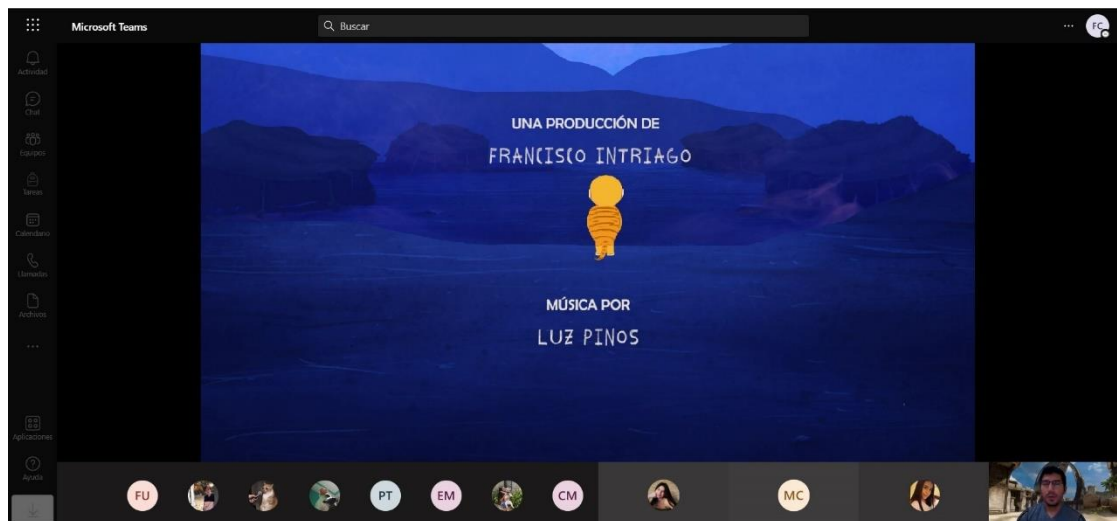 Microsoft Teams
Buscar
FC
Actividad
Chat
Equipos
Tareas
Calendario
Llamadas
Archivos
Aplicaciones
Ayuda
UNA PRODUCCIÓN DE
FRANCISCO INTRIAGO
MÚSICA POR
LUZ PINOS
FU
PT
EM
CM
MC